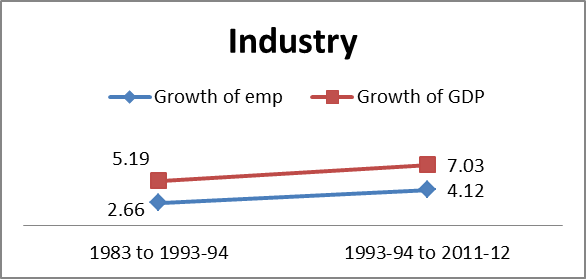 Industry
Growth of emp Growth of GDP
5.19
7.03
2.66
4.12
1983 to 1993-94 1993-94 to 2011-12